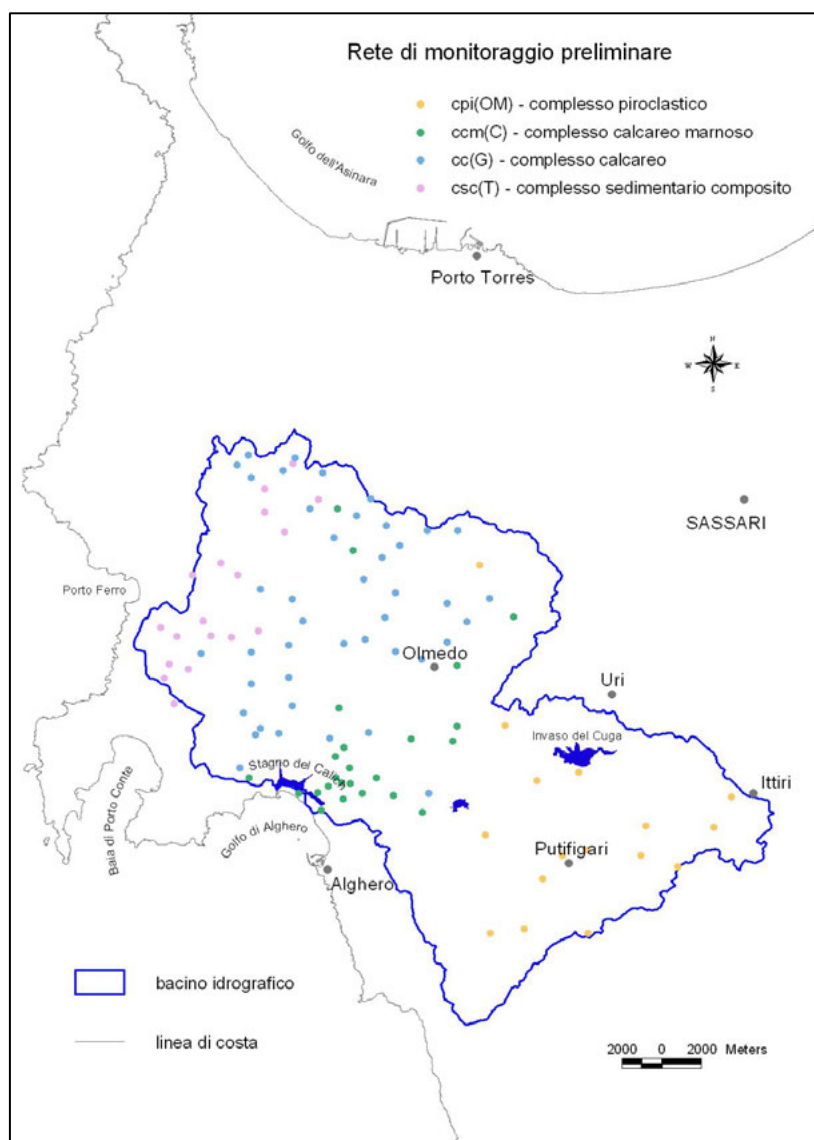 Rete di monitoraggio preliminare
cpi(OM) - complesso piroclastico
ccm(C) - complesso calcareo marnoso
cc(G) - complesso calcareo
csc(T) - complesso sedimentario composito
Golfo dell'Asinara
Porto Torres
N
W E
S
SASSARI
Porto Ferro
Olmedo
Uri
Invaso del Cuga
Stagno del Calich
Ittiri
Baia di Porto Conte
Golfo di Alghero
Putifigari
Alghero
bacino idrografico
linea di costa
2000 0 2000 Meters